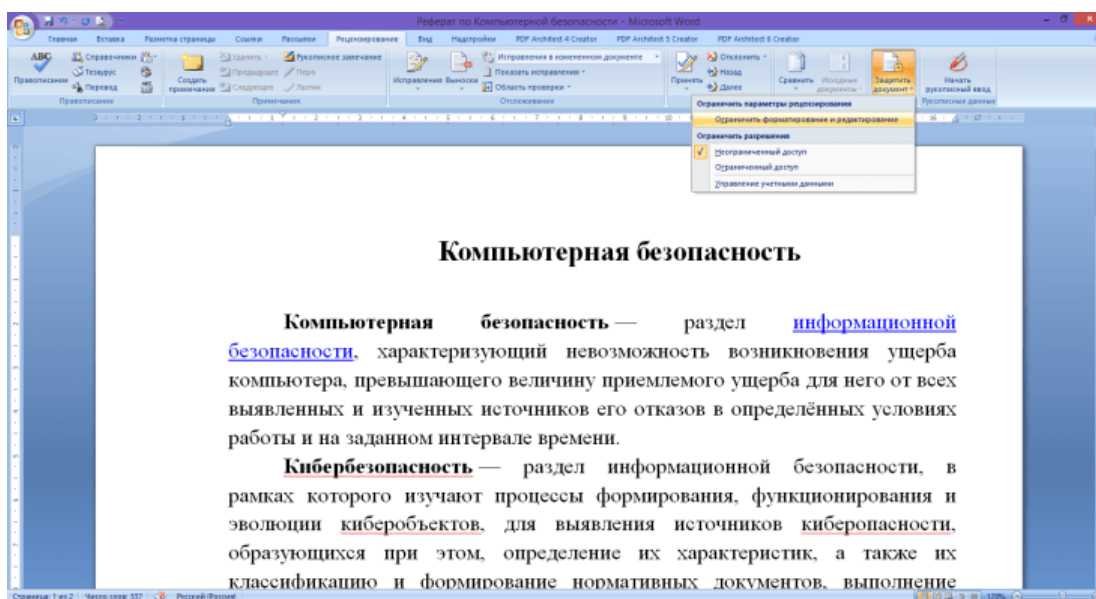 Реферат по Компьютерной безопасности - Microsoft Word
Главная Вставка Разметка страницы Ссылки Рассылки Рецензирование Вид Надстройки PDF Architect 4 Creator PDF Architect 5 Creator PDF Architect 6 Creator
ABC
Правописание
Справочники
Тезаурус
Перевод
Создать примечание
Удалить
Предыдущее
Следующее
Рукописное замечание
Перо
Ластик
Исправления
Выноски
Исправления в измененном документе
Показать исправления
Область проверки
Принять
Отклонить
Назад
Далее
Сравнить
Исходные документы
Защитить документ
Начать рукописный ввод
Правописание Примечания Отслеживание Рукописные данные
Ограничить параметры рецензирования
Ограничить форматирование и редактирование
Ограничить разрешения
Неограниченный доступ
Ограниченный доступ
Управление учетными данными
Компьютерная безопасность
Компьютерная безопасность — раздел информационной
безопасности, характеризующий невозможность возникновения ущерба
компьютера, превышающего величину приемлемого ущерба для него от всех
выявленных и изученных источников его отказов в определённых условиях
работы и на заданном интервале времени.
Кибербезопасность — раздел информационной безопасности, в
рамках которого изучают процессы формирования, функционирования и
эволюции киберобъектов, для выявления источников киберопасности,
образующихся при этом, определение их характеристик, а также их
классификацию и формирование нормативных документов, выполнение
Страница: 1 из 2 Число слов: 337 Русский (Россия) 170%